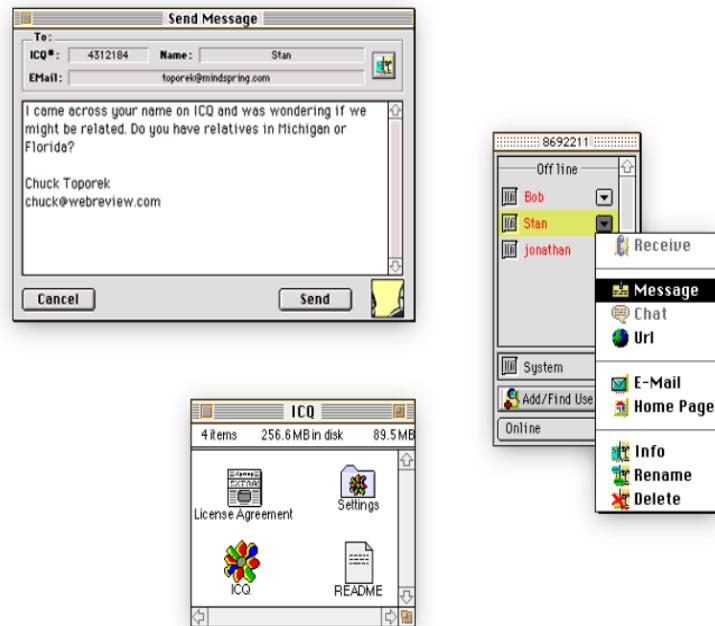 Send Message
To:
ICQ#: 4312184 Name: Stan
EMail: toporek@mindspring.com
I came across your name on ICQ and was wondering if we
might be related. Do you have relatives in Michigan or
Florida?
Chuck Toporek
chuck@webreview.com
Cancel Send
8692211
Offline
Bob
Stan
jonathan
System
Add/Find Use
Online
Receive
Message
Chat
Url
E-Mail
Home Page
Info
Rename
Delete
ICQ
4 items 256.6 MB in disk 89.5 MB
License Agreement
Settings
ICQ
README